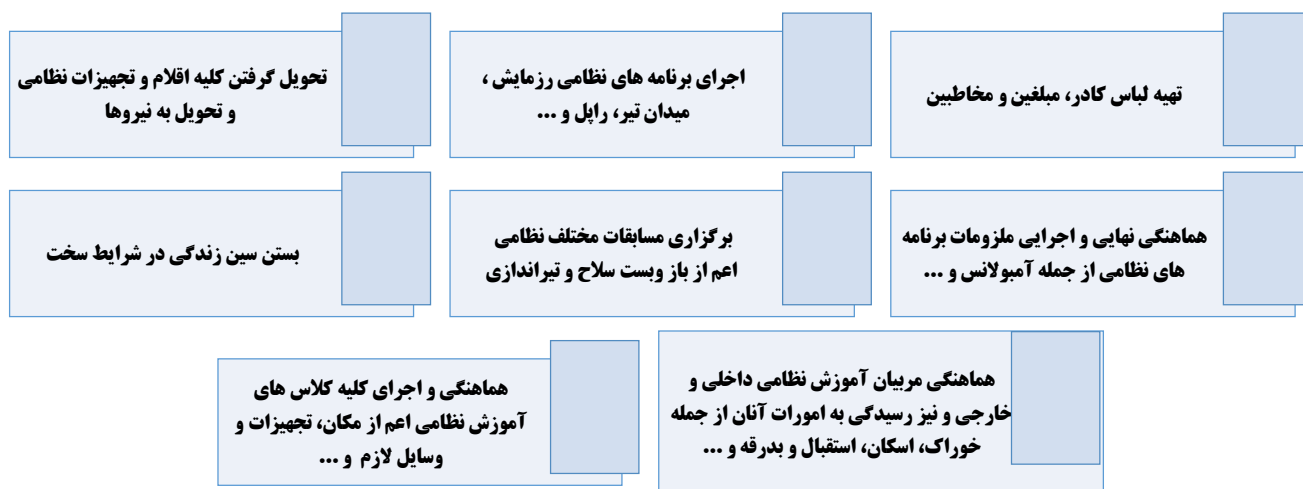 تهیه لباس کادر، مبلغین و مخاطبین
اجرای برنامه های نظامی رزمایش ،
میدان تیر، راپل و ...
تحویل گرفتن کلیه اقلام و تجهیزات نظامی
و تحویل به نیروها
هماهنگی نهایی و اجرایی ملزومات برنامه
های نظامی از جمله آمبولانس و ...
برگزاری مسابقات مختلف نظامی
اعم از باز وبست سلاح و تیراندازی
بستن سین زندگی در شرایط سخت
هماهنگی مربیان آموزش نظامی داخلی و
خارجی و نیز رسیدگی به امورات آنان از جمله
خوراک، اسکان، استقبال و بدرقه و ...
هماهنگی و اجرای کلیه کلاس های
آموزش نظامی اعم از مکان، تجهیزات و
وسایل لازم و ...